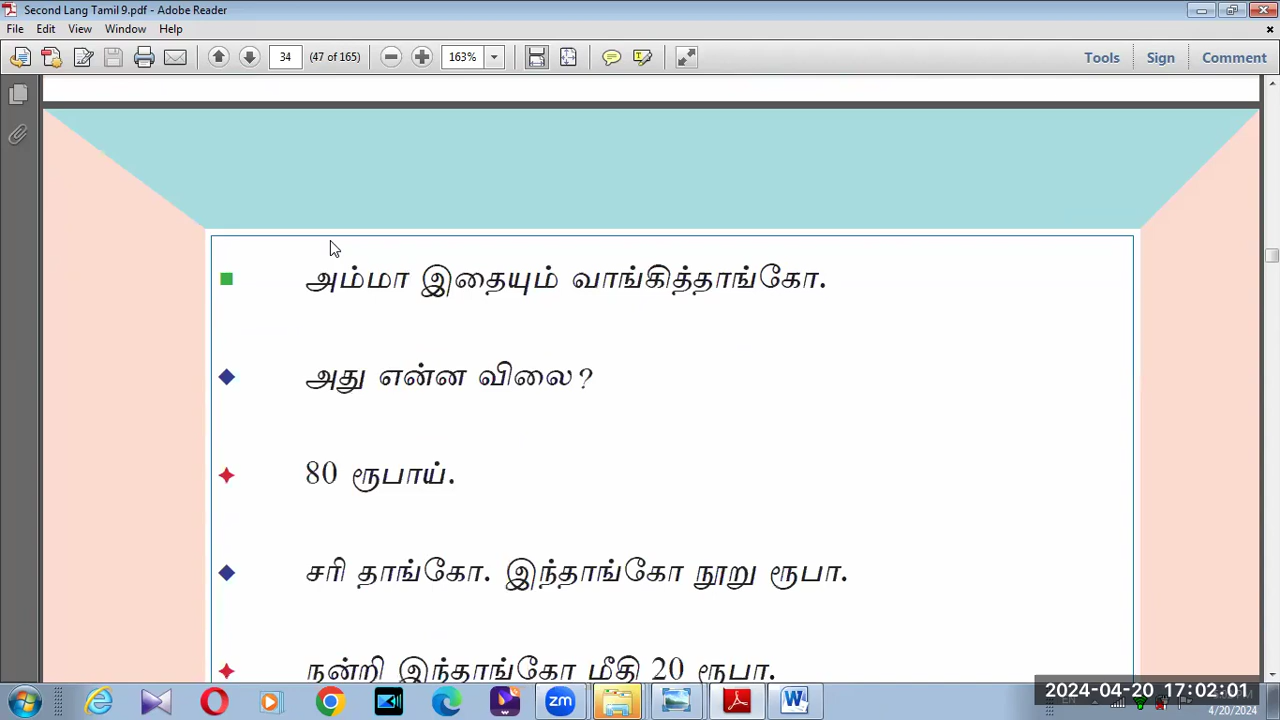 Second Lang Tamil 9.pdf - Adobe Reader
File Edit View Window Help
34 (47 of 165) 163% Tools Sign Comment
அம்மா இதையும் வாங்கித்தாங்கோ.
அது என்ன விலை?
80 ரூபாய்.
சரி தாங்கோ. இந்தாங்கோ நூறு ரூபா.
நன்றி இந்தாங்கோ மீதி 20 ரூபா.
2024-04-20 17:02:01
4/20/2024